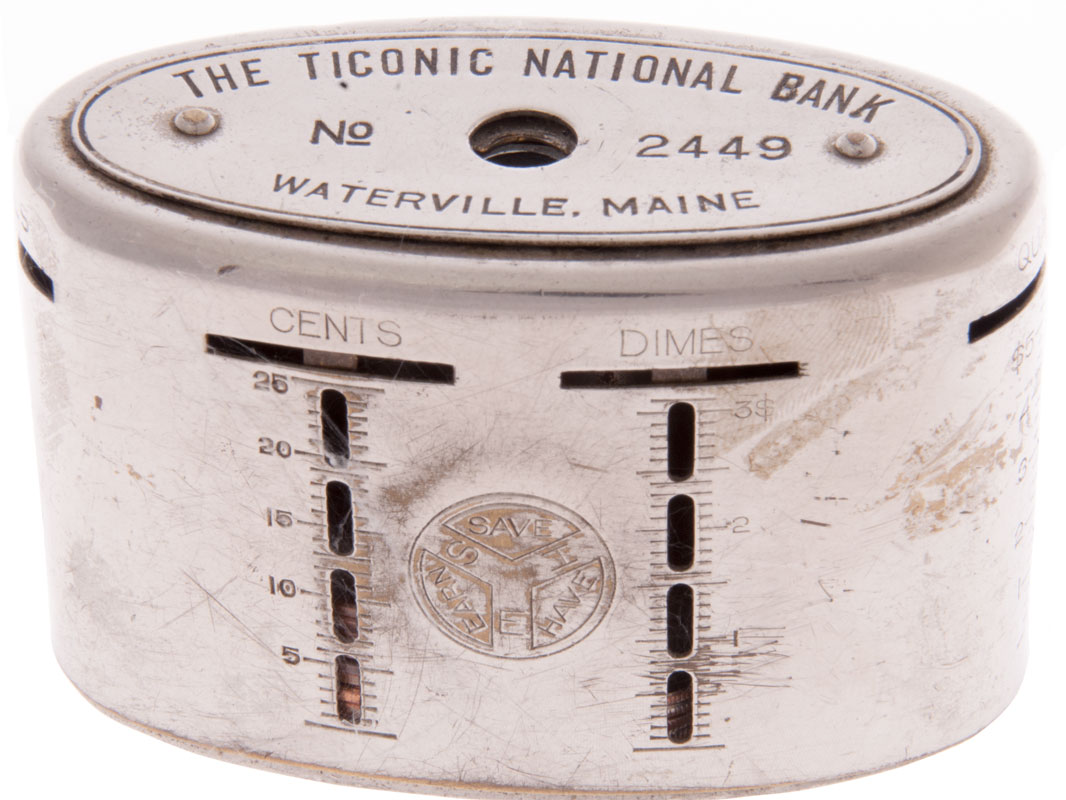 THE TICONIC NATIONAL BANK
No 2449
WATERVILLE, MAINE
CENTS
25
20
15
10
5
DIMES
3$
2
1
SAVE
EARN
HAVE
S
T
E
$5